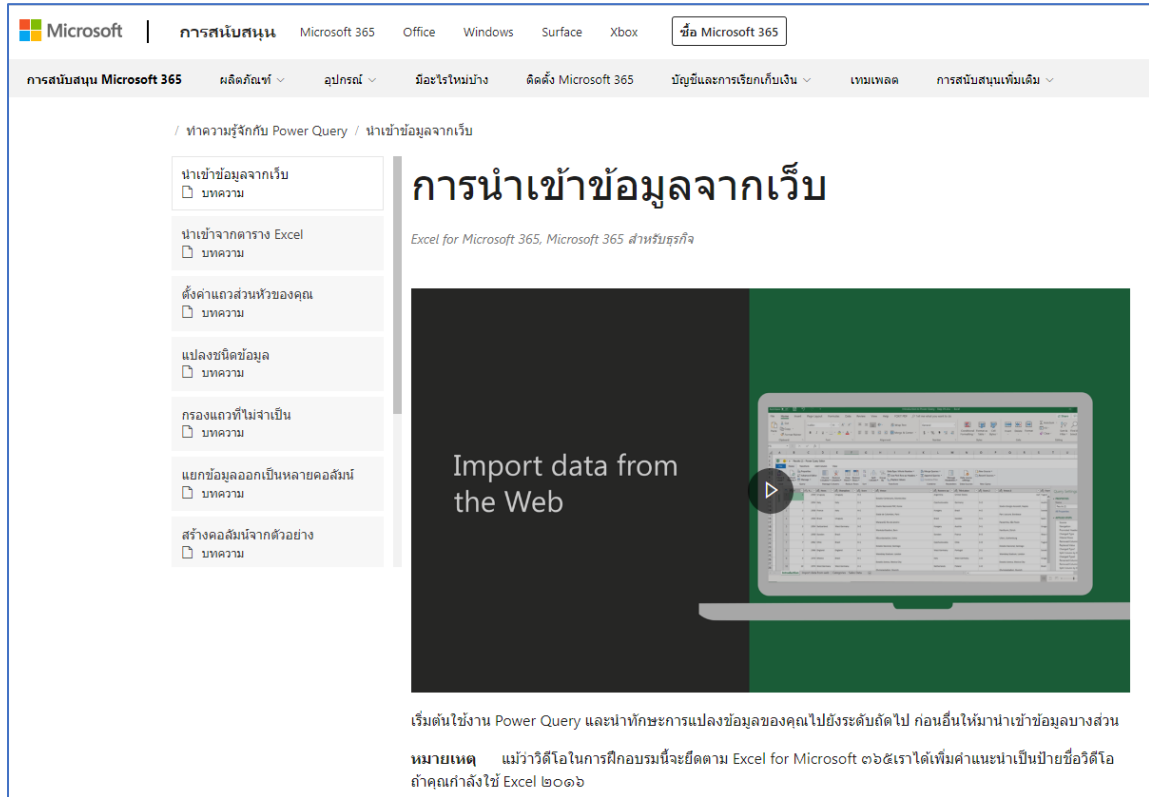 Microsoft การสนับสนุน Microsoft 365 Office Windows Surface Xbox ซื้อ Microsoft 365
การสนับสนุน Microsoft 365 ผลิตภัณฑ์ อุปกรณ์ มีอะไรใหม่บ้าง ติดตั้ง Microsoft 365 บัญชีและการเรียกเก็บเงิน เทมเพลต การสนับสนุนเพิ่มเติม
/ ทำความรู้จักกับ Power Query / นำเข้าข้อมูลจากเว็บ
นำเข้าข้อมูลจากเว็บ
บทความ
นำเข้าจากตาราง Excel
บทความ
ตั้งค่าแถวส่วนหัวของคุณ
บทความ
แปลงชนิดข้อมูล
บทความ
กรองแถวที่ไม่จำเป็น
บทความ
แยกข้อมูลออกเป็นหลายคอลัมน์
บทความ
สร้างคอลัมน์จากตัวอย่าง
บทความ
การนำเข้าข้อมูลจากเว็บ
Excel for Microsoft 365, Microsoft 365 สำหรับธุรกิจ
Import data from
the Web
เริ่มต้นใช้งาน Power Query และนำทักษะการแปลงข้อมูลของคุณไปยังระดับถัดไป ก่อนอื่นให้มานำเข้าข้อมูลบางส่วน
หมายเหตุ แม้ว่าวิดีโอในการฝึกอบรมนี้จะยึดตาม Excel for Microsoft ๓๖๕เราได้เพิ่มคำแนะนำเป็นป้ายชื่อวิดีโอ
ถ้าคุณกำลังใช้ Excel ๒๐๑๖